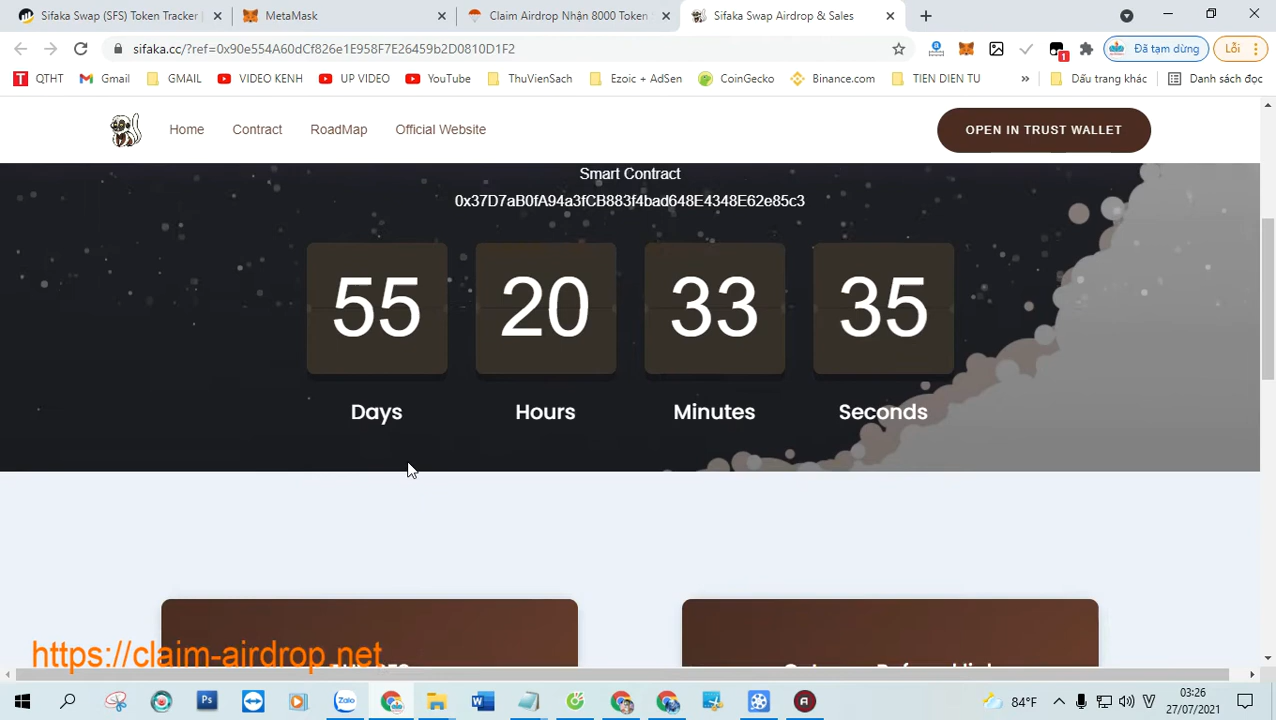 Sifaka Swap (SFS) Token Tracker
MetaMask
Claim Airdrop Nhận 8000 Token
Sifaka Swap Airdrop & Sales
sifaka.cc/?ref=0x90e554A60dCf826e1E958F7E26459b2D0810D1F2
1
Đã tạm dừng
Lỗi
QTHT
Gmail
GMAIL
VIDEO KENH
UP VIDEO
YouTube
ThuVienSach
Ezoic + AdSen
CoinGecko
Binance.com
TIEN DIEN TU
»
Dấu trang khác
Danh sách đọc
Home
Contract
RoadMap
Official Website
OPEN IN TRUST WALLET
Smart Contract
0x37D7aB0fA94a3fCB883f4bad648E4348E62e85c3
55
20
33
35
Days
Hours
Minutes
Seconds
https://claim-airdrop.net
84°F
03:26
27/07/2021